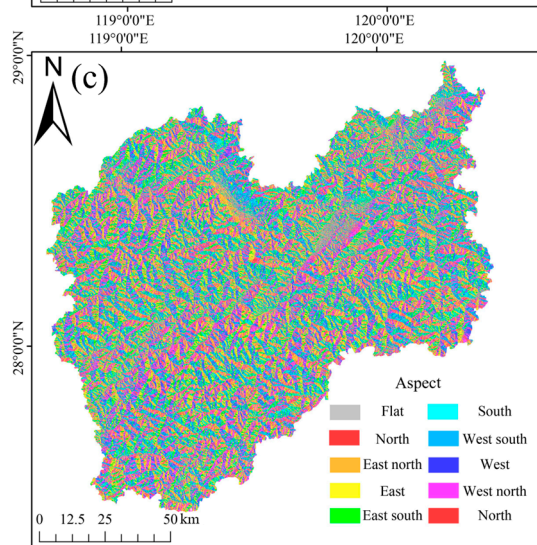 119°0'0"E 120°0'0"E
119°0'0"E 120°0'0"E
29°0'0"N
N (c)
28°0'0"N
Aspect
Flat South
North West south
East north West
East West north
East south North
0 12.5 25 50 km